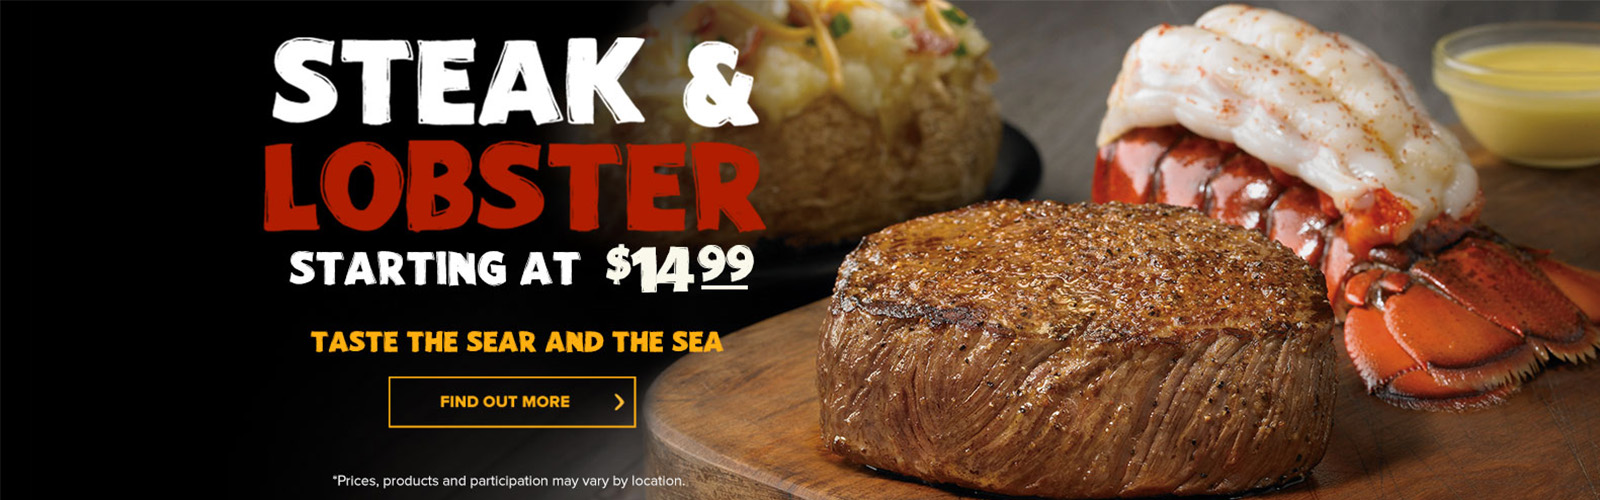 STEAK &
LOBSTER
STARTING AT $14 99
TASTE THE SEAR AND THE SEA
FIND OUT MORE
*Prices, products and participation may vary by location.